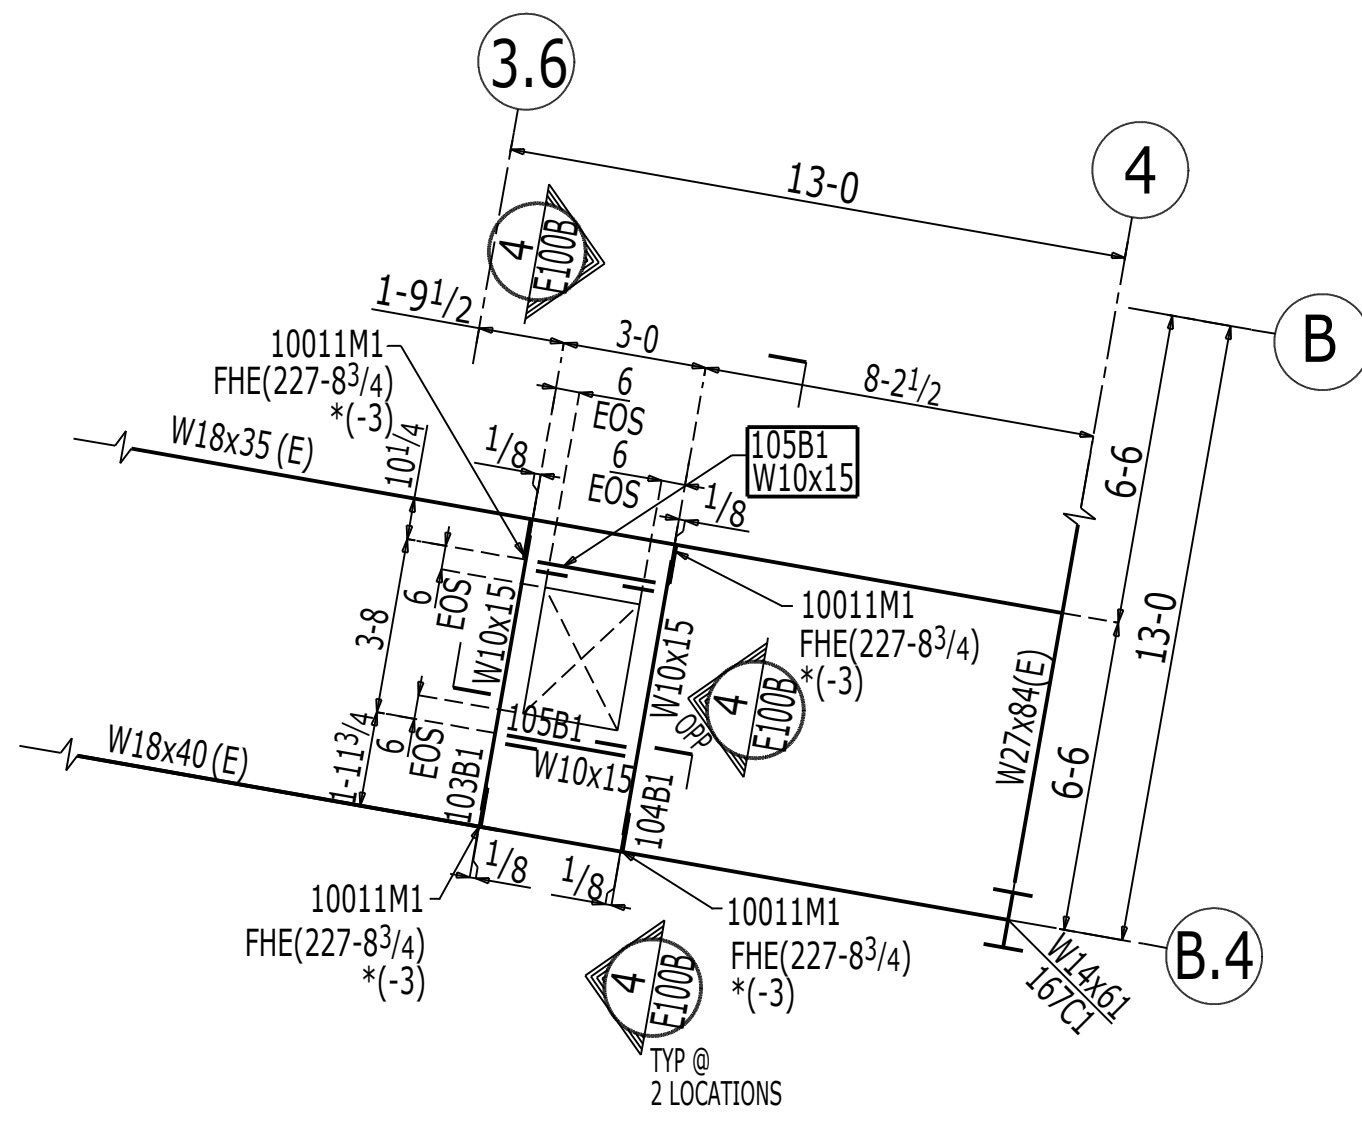 3.6
13-0
4
4
E100B
1-9 1/2
3-0
8-2 1/2
B
10011M1
FHE(227-8 3/4)
*(-3)
6
EOS
6
EOS
105B1
W10x15
6-6
13-0
W18x35 (E)
10 1/4
1/8
1/8
6
EOS
3-8
W10x15
W10x15
10011M1
FHE(227-8 3/4)
*(-3)
4
E100B
OPP
105B1
W10x15
W18x40 (E)
1-11 3/4
6
EOS
103B1
104B1
W27x84(E)
6-6
1/8
1/8
10011M1
FHE(227-8 3/4)
*(-3)
10011M1
FHE(227-8 3/4)
*(-3)
W14x61
167C1
B.4
4
E100B
TYP @
2 LOCATIONS